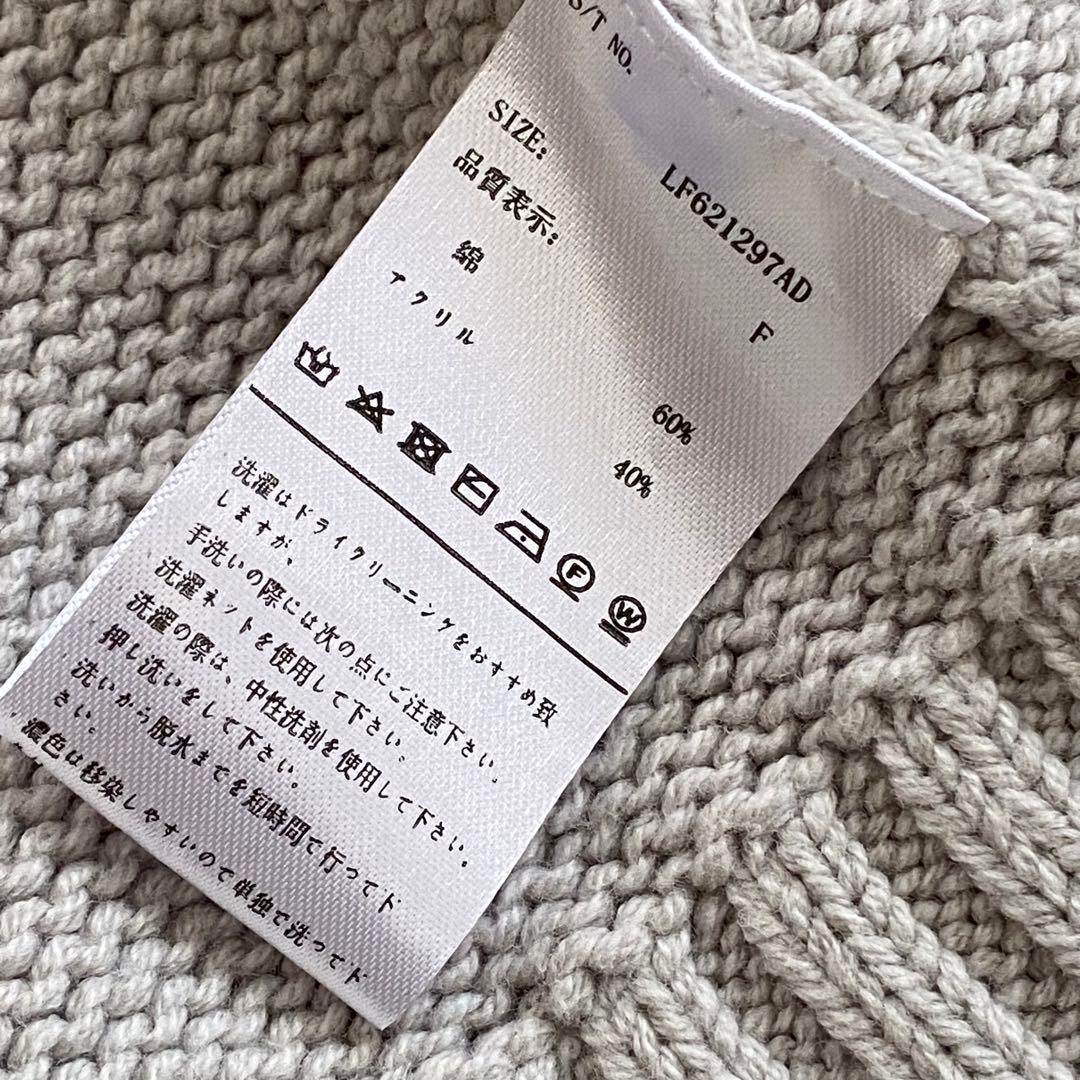 S/T NO.
LF621297AD
SIZE: F
品質表示:
綿 60%
アクリル 40%
F W
洗濯はドライクリーニングをおすすめ致
しますが、
手洗いの際には次の点にご注意下さい。
洗濯ネットを使用して下さい、
洗濯の際は、中性洗剤を使用して下さい。
押し洗いをして下さい。
洗いから脱水までを短時間で行って下
さい。
濃色は移染しやすいので単独で洗って下